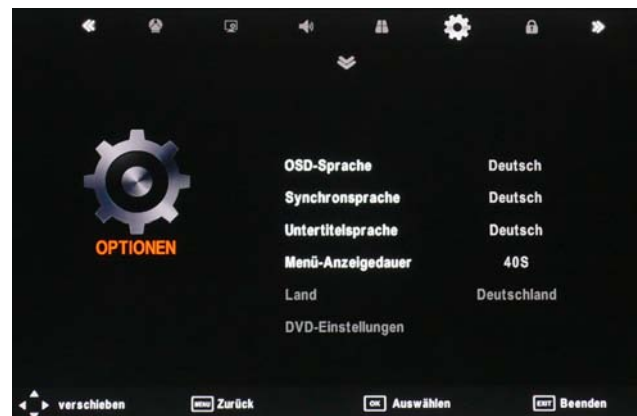 OSD-Sprache Deutsch
Synchronsprache Deutsch
Untertitelsprache Deutsch
OPTIONEN
Menü-Anzeigedauer 40S
Land Deutschland
DVD-Einstellungen
verschieben MENU Zurück OK Auswählen EXIT Beenden